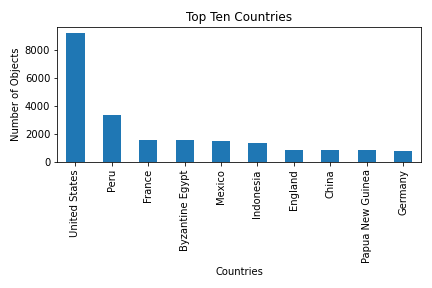 Top Ten Countries
Number of Objects
8000
6000
4000
2000
0
United States
Peru
France
Byzantine Egypt
Mexico
Indonesia
England
China
Papua New Guinea
Germany
Countries